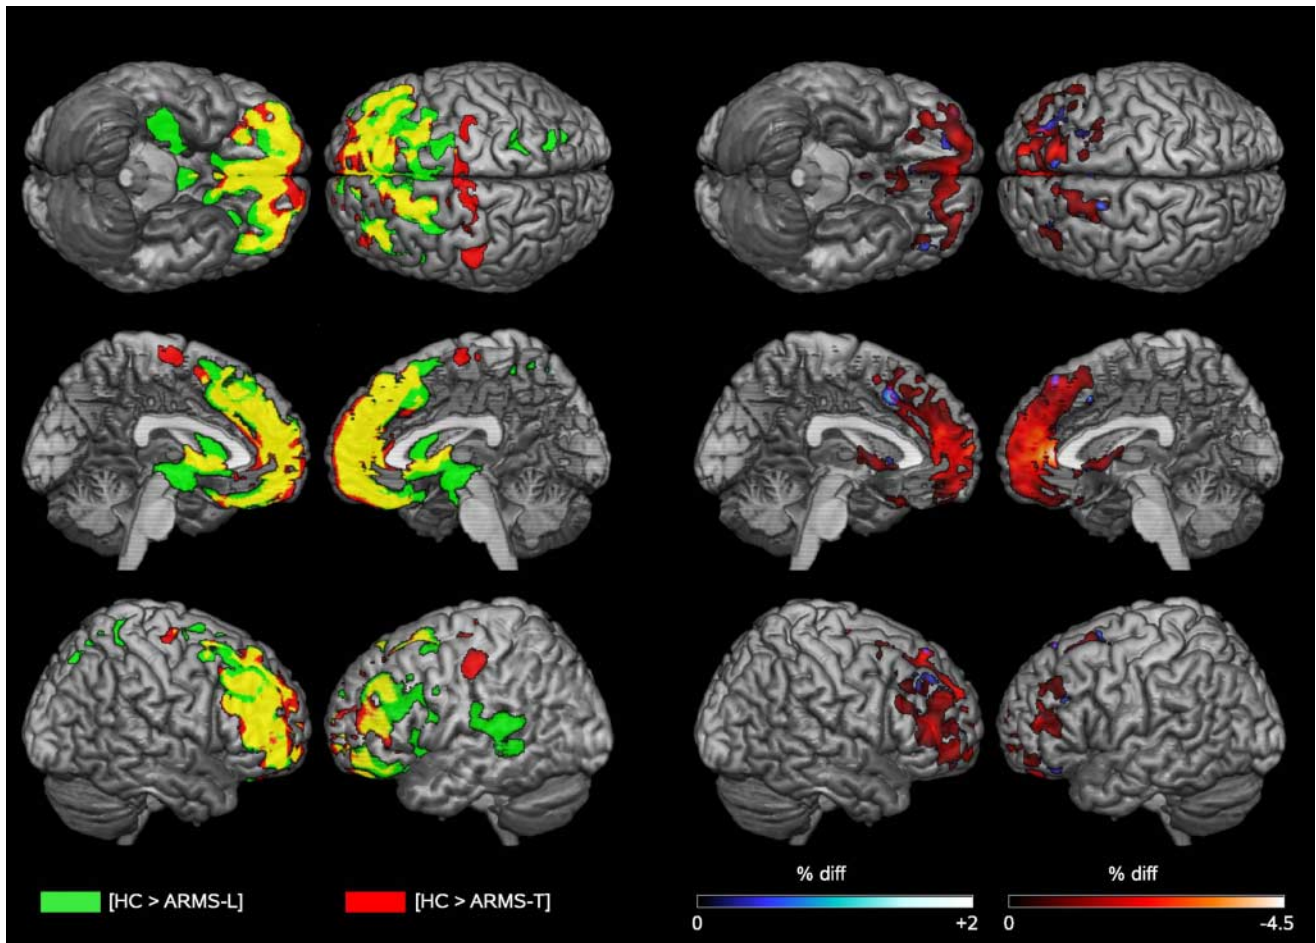 [HC > ARMS-L]
[HC > ARMS-T]
% diff
0
+2
% diff
0
-4.5